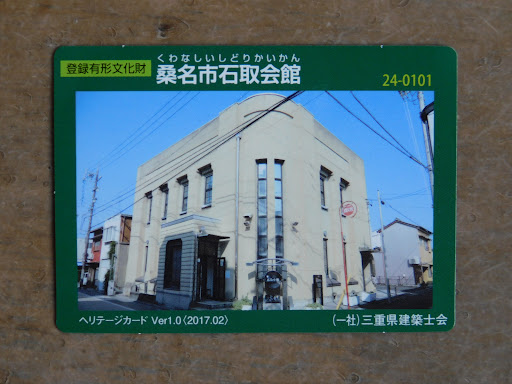 くわなしいしどりかいかん
登録有形文化財 桑名市石取会館
24-0101
ヘリテージカード Ver1.0〈2017.02〉 (一社)三重県建築士会